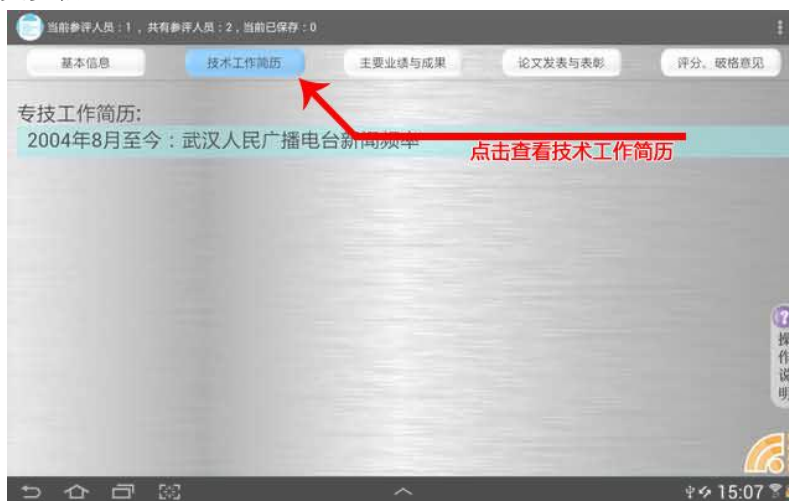 当前参评人员：1，共有参评人员：2，当前已保存：0
基本信息
技术工作简历
主要业绩与成果
论文发表与表彰
评分、破格意见
专技工作简历:
2004年8月至今：武汉人民广播电台新闻频率
点击查看技术工作简历
?
操作说明
15:07